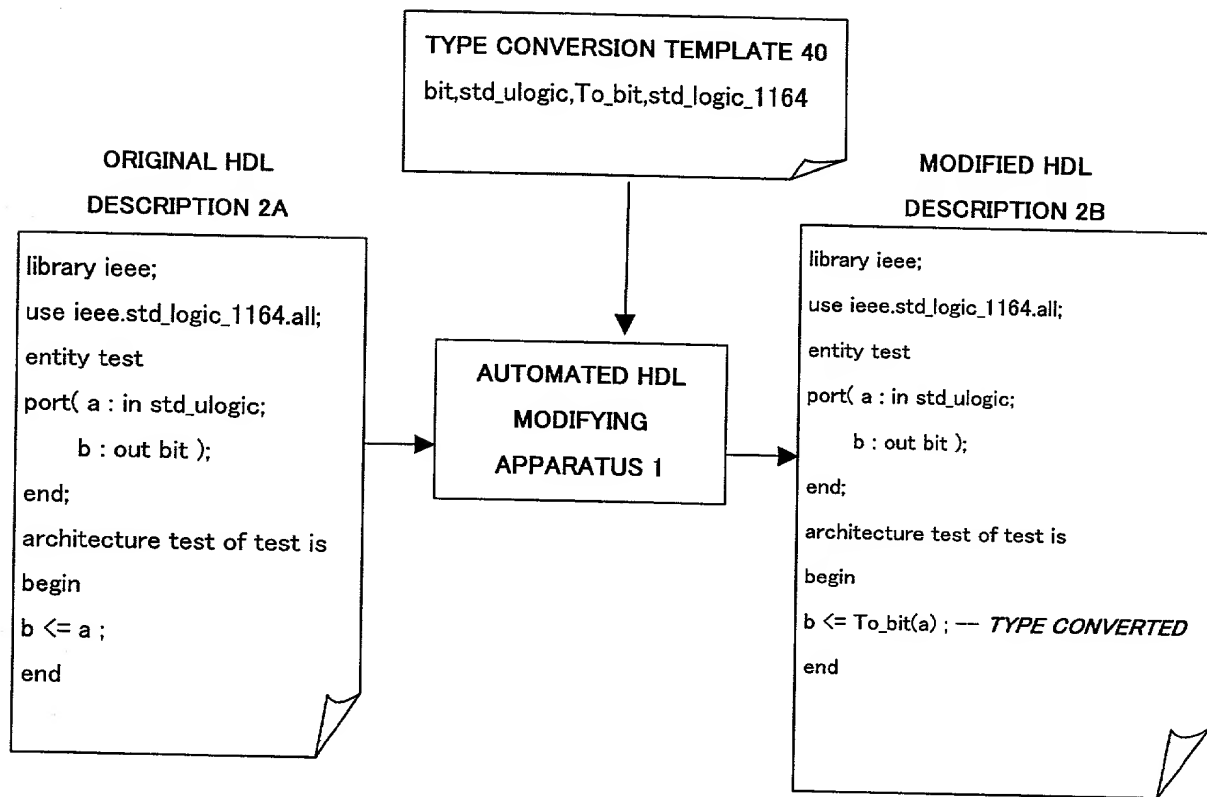 TYPE CONVERSION TEMPLATE 40
bit,std_ulogic,To_bit,std_logic_1164
ORIGINAL HDL
DESCRIPTION 2A
library ieee;
use ieee.std_logic_1164.all;
entity test
port( a : in std_ulogic;
b : out bit );
end;
architecture test of test is
begin
b <= a ;
end
AUTOMATED HDL
MODIFYING
APPARATUS 1
MODIFIED HDL
DESCRIPTION 2B
library ieee;
use ieee.std_logic_1164.all;
entity test
port( a : in std_ulogic;
b : out bit );
end;
architecture test of test is
begin
b <= To_bit(a) ; -- TYPE CONVERTED
end